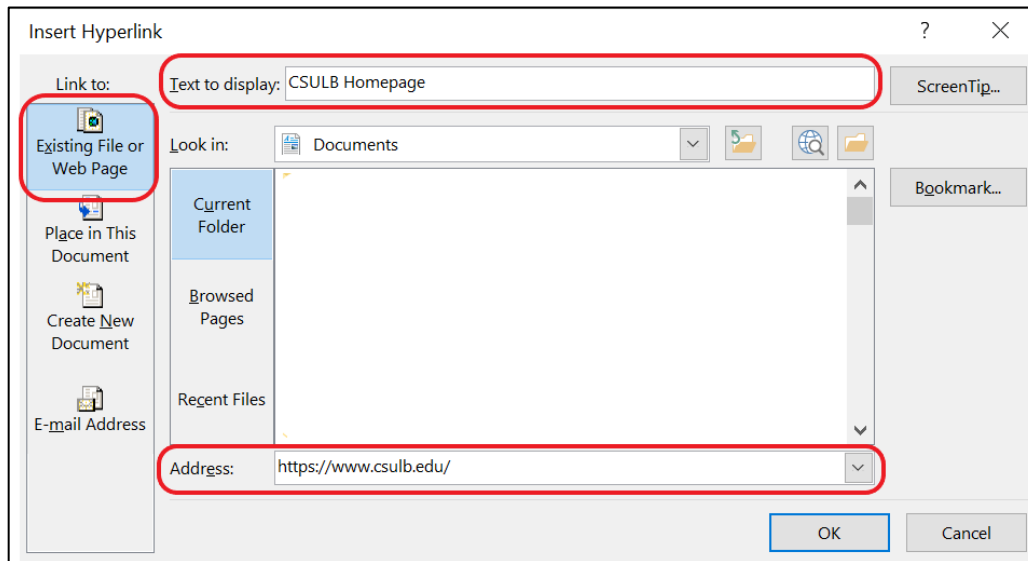 Insert Hyperlink
?
Link to:
Text to display: CSULB Homepage
ScreenTip...
Existing File or
Web Page
Look in: Documents
Bookmark...
Current
Folder
Place in This
Document
Browsed
Pages
Create New
Document
Recent Files
E-mail Address
Address: https://www.csulb.edu/
OK Cancel